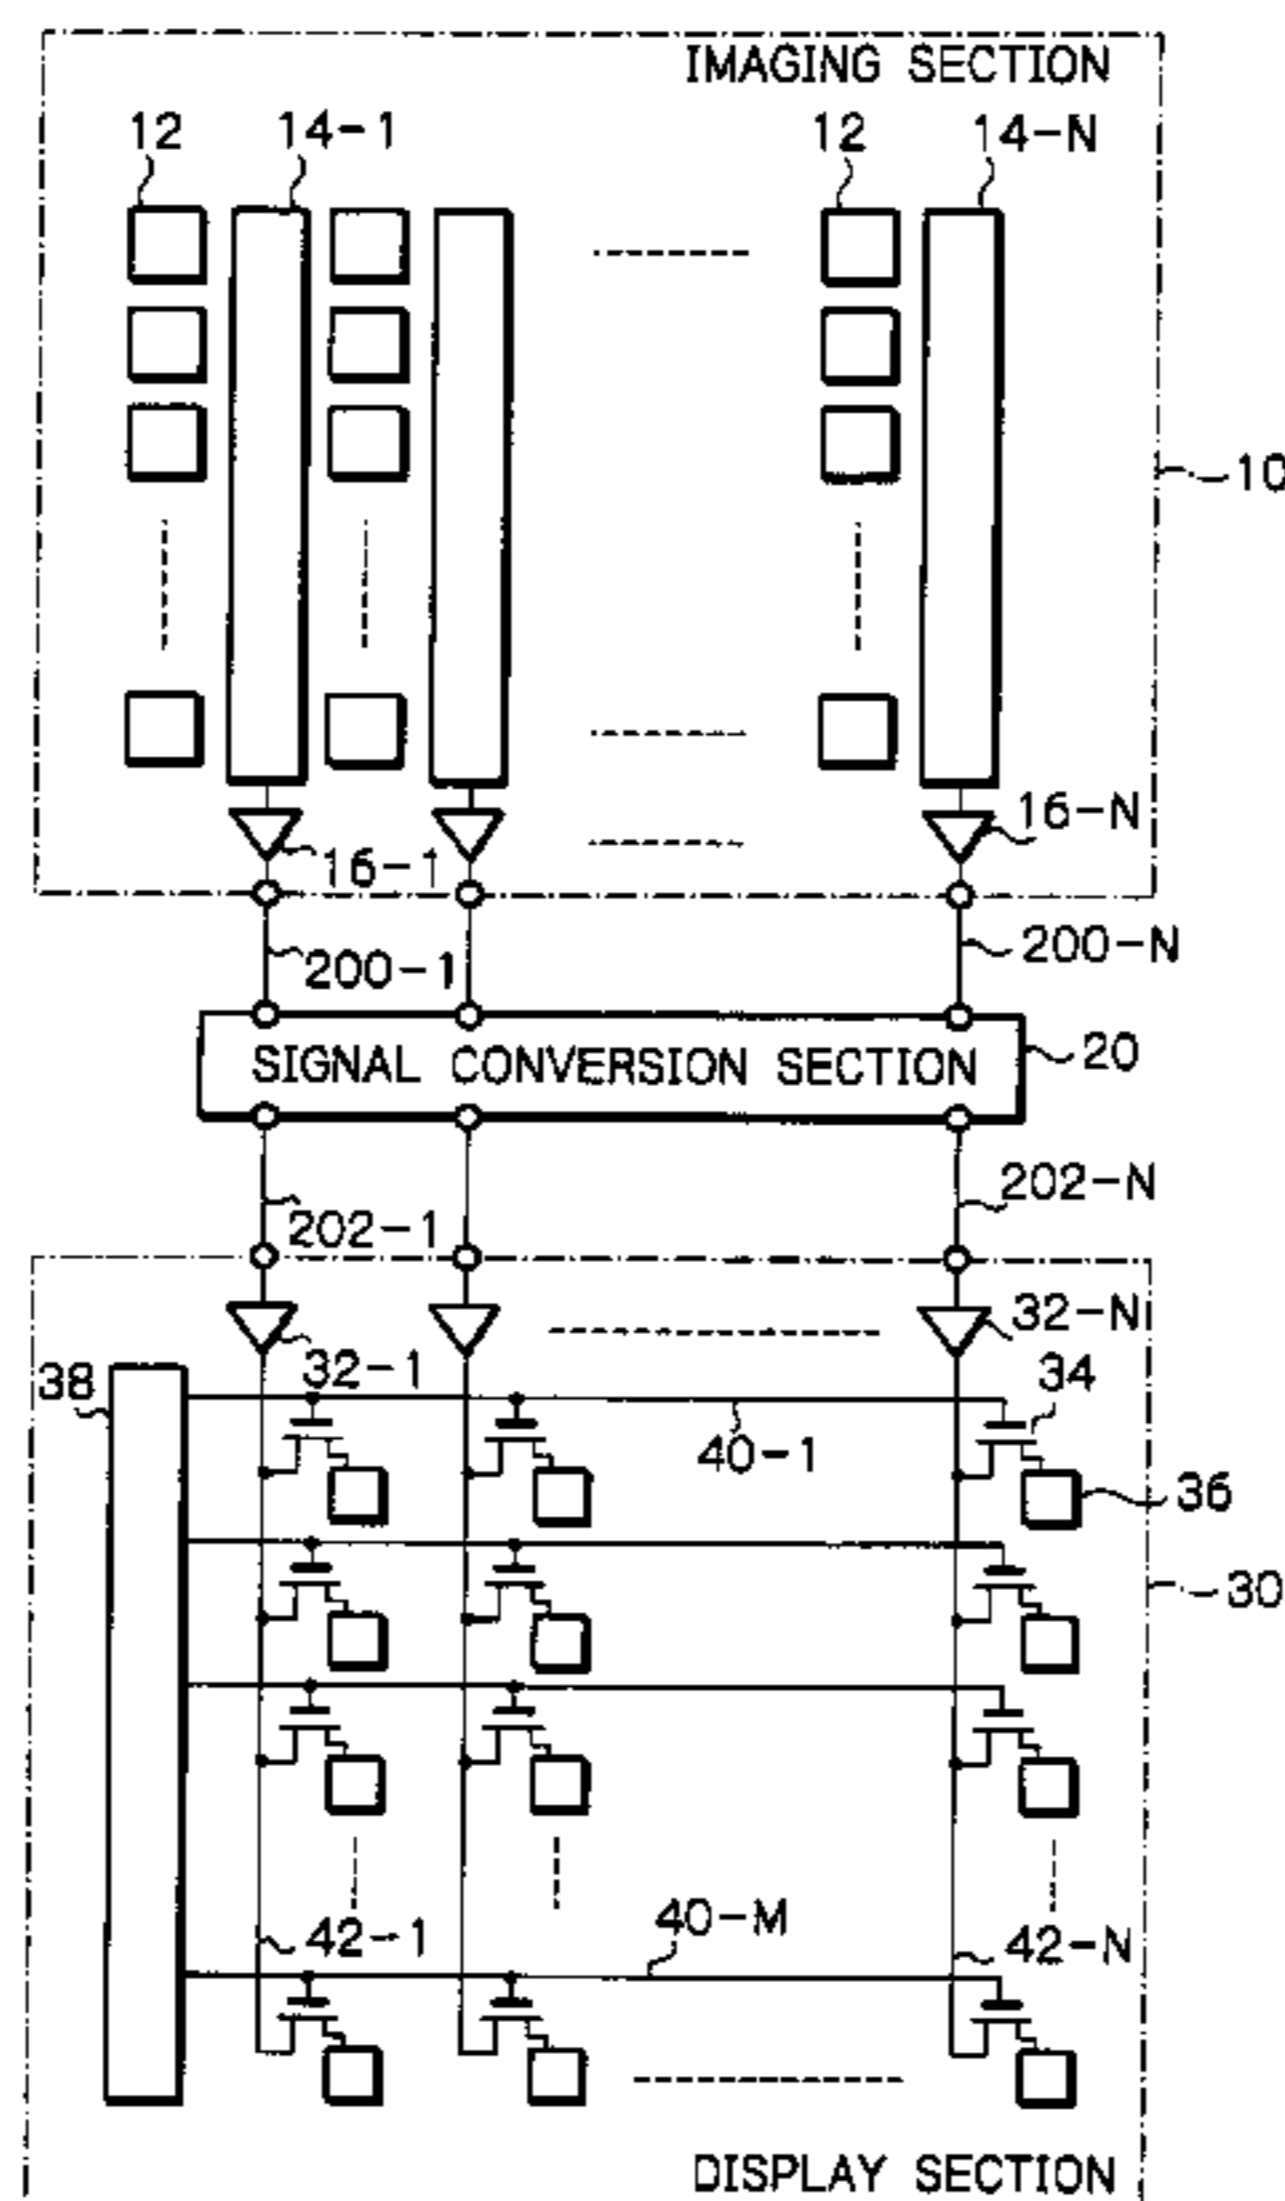 IMAGING SECTION
12
14-1
12
14-N
10
16-N
16-1
200-N
200-1
SIGNAL CONVERSION SECTION
20
202-N
202-1
32-N
32-1
34
38
40-1
36
30
40-M
42-1
42-N
DISPLAY SECTION